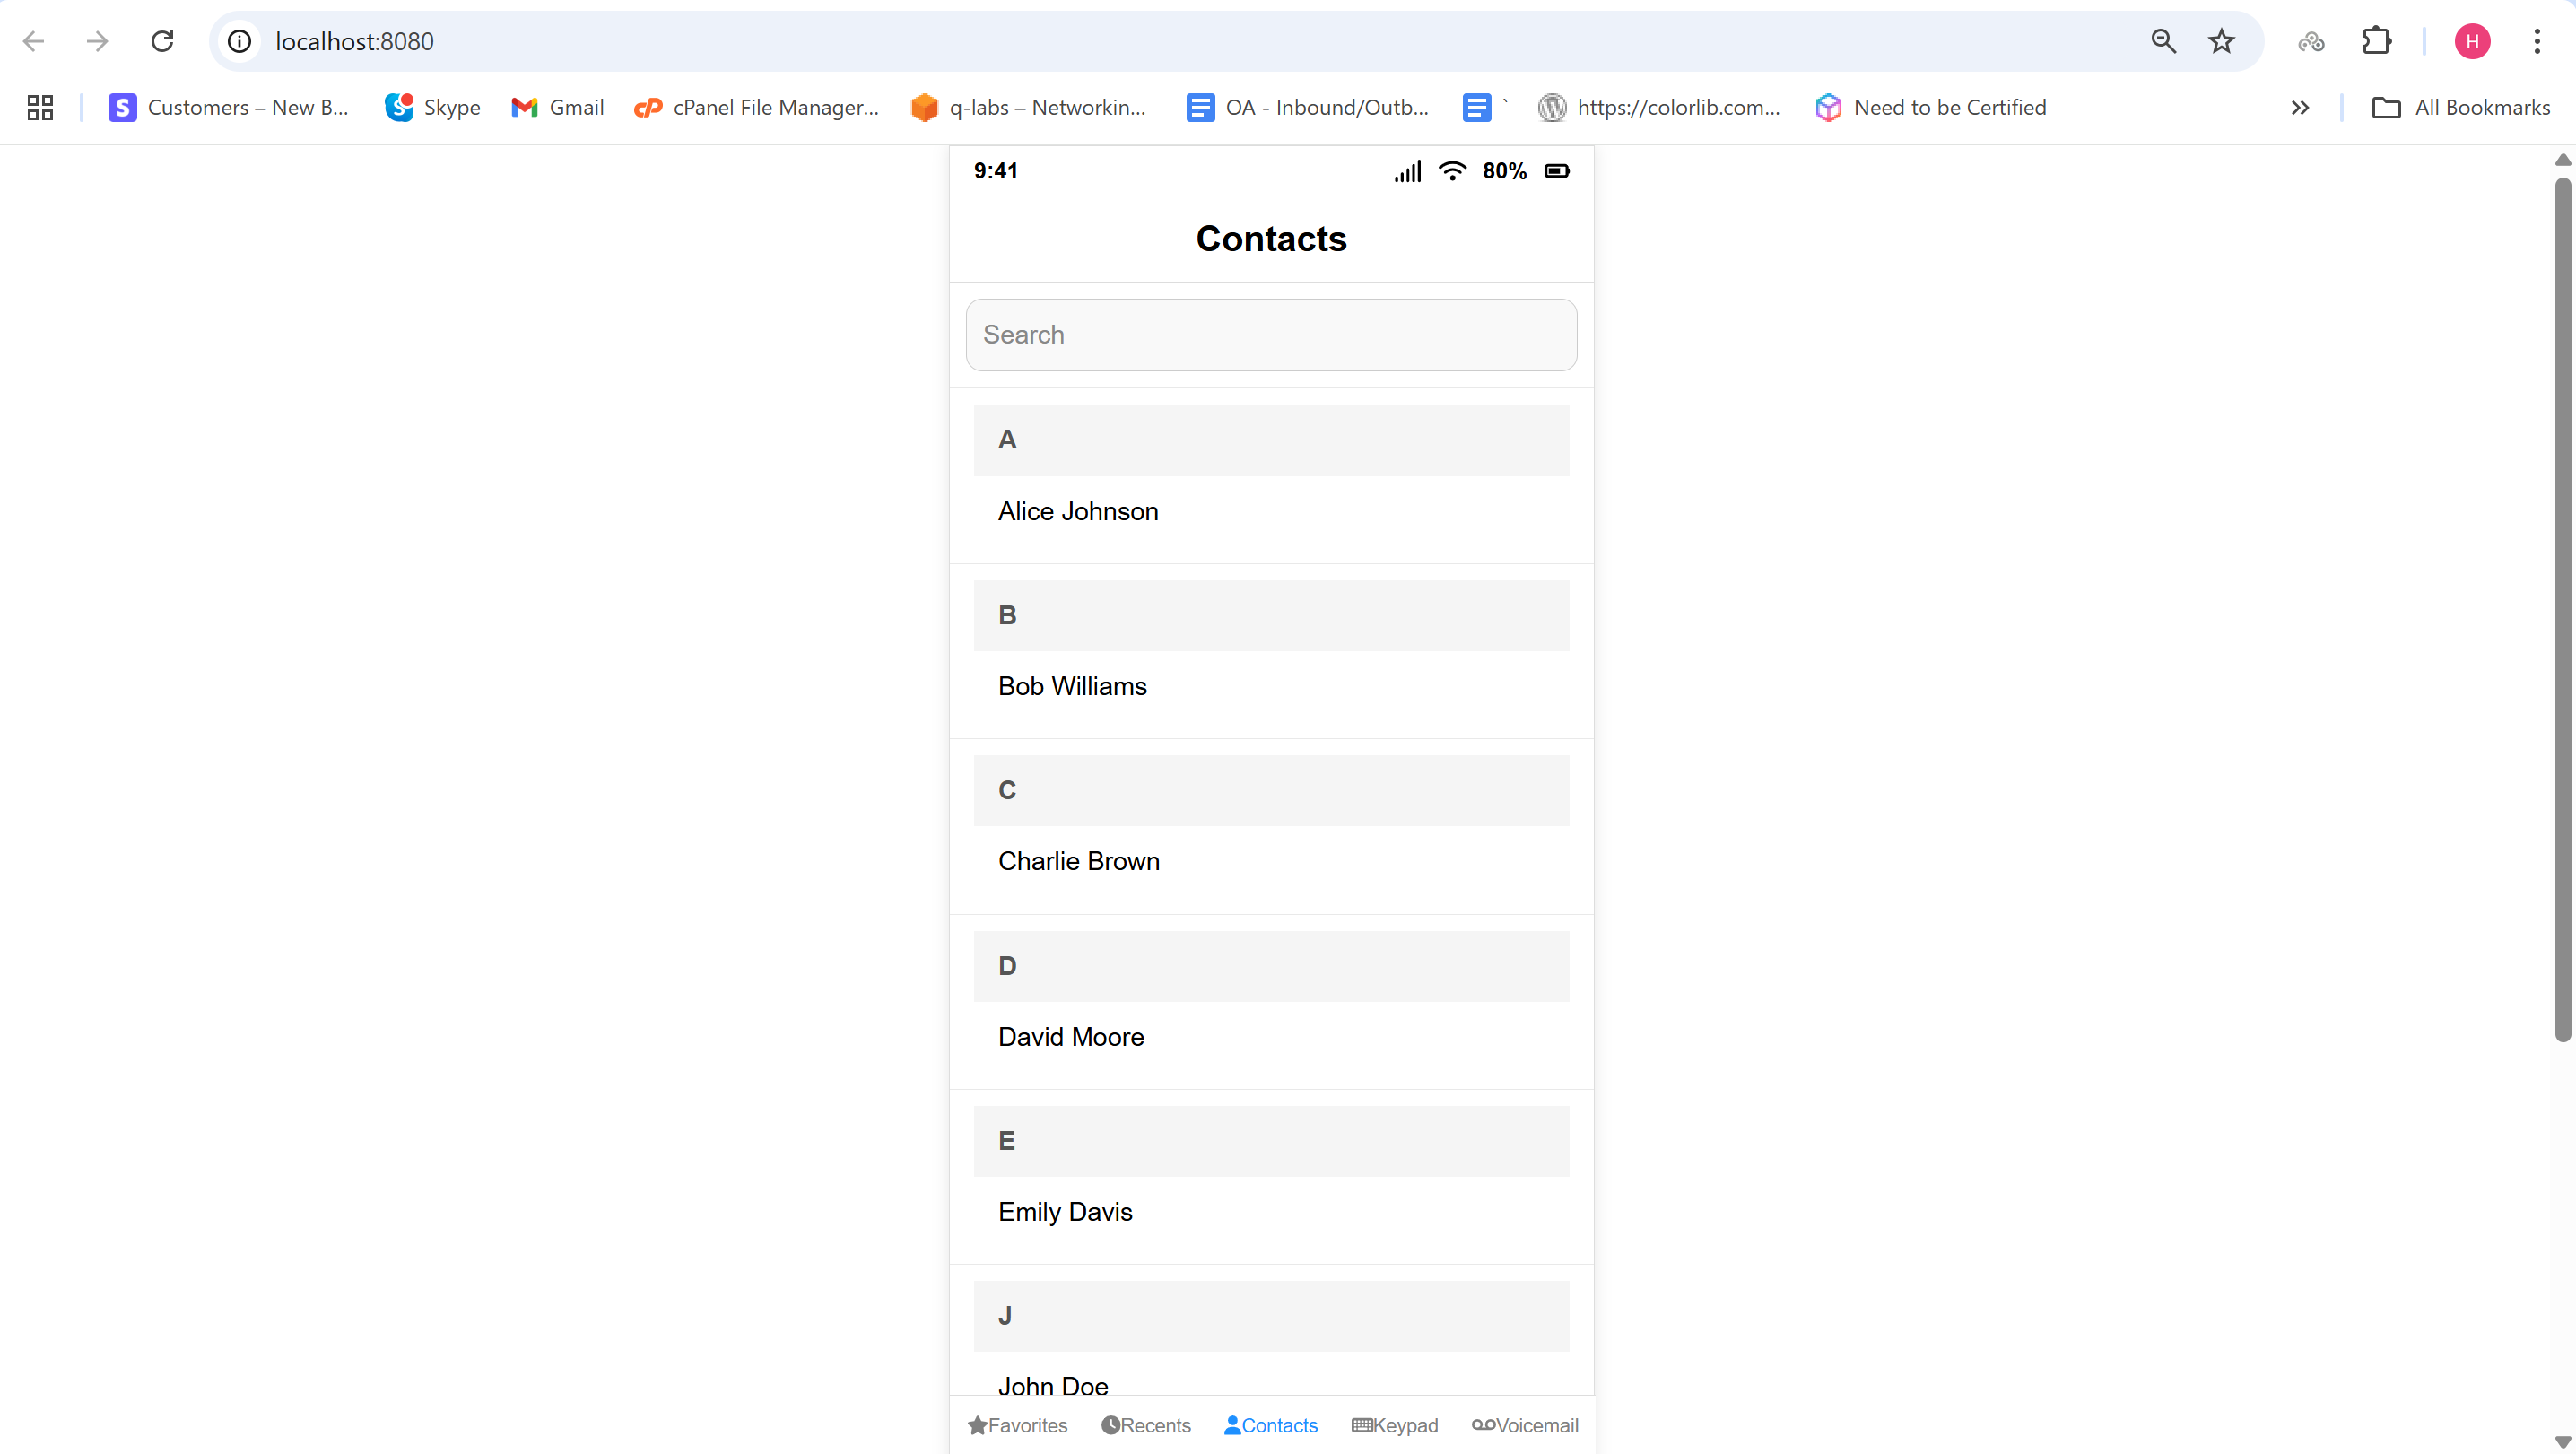 localhost:8080
Customers – New B...
Skype
Gmail
cPanel File Manager...
q-labs – Networkin...
OA - Inbound/Outb...
`
https://colorlib.com...
Need to be Certified
All Bookmarks
H
9:41
80%
Contacts
Search
A
Alice Johnson
B
Bob Williams
C
Charlie Brown
D
David Moore
E
Emily Davis
J
John Doe
Favorites
Recents
Contacts
Keypad
Voicemail